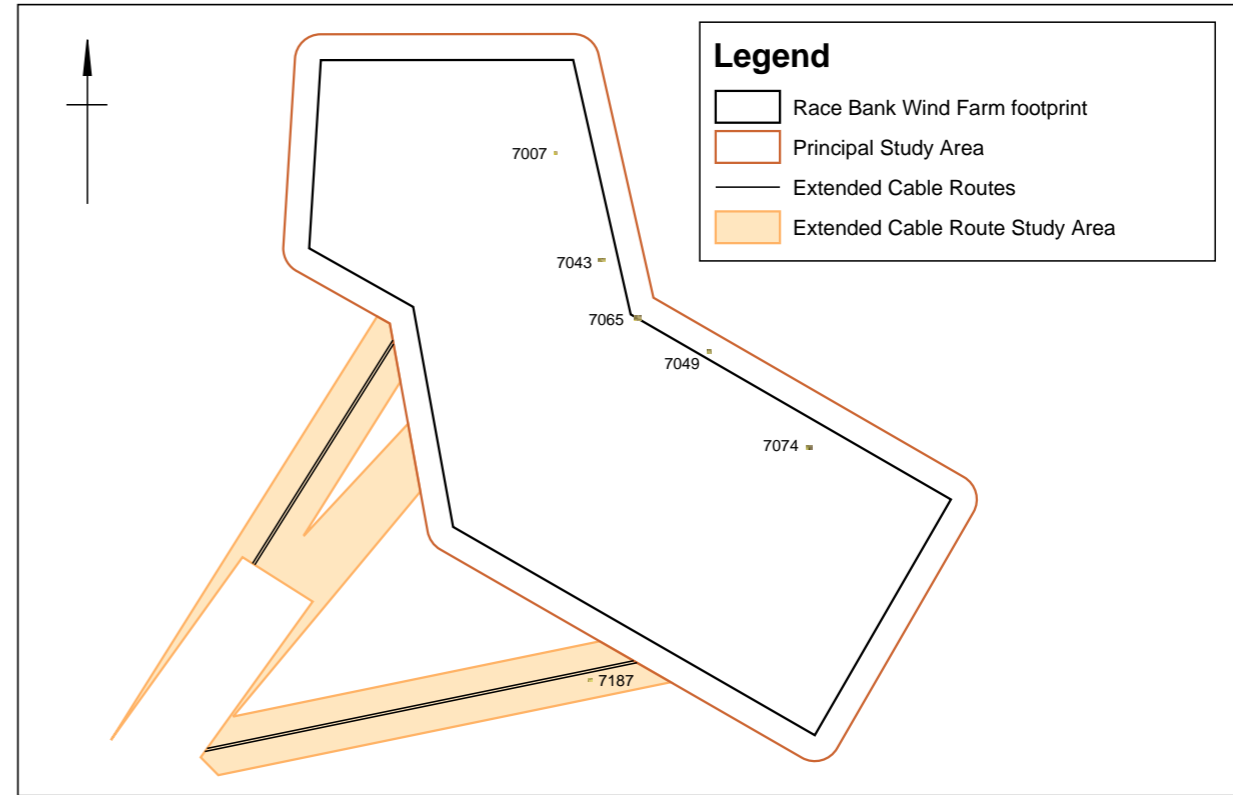 Legend
Race Bank Wind Farm footprint
Principal Study Area
Extended Cable Routes
Extended Cable Route Study Area
7007
7043
7065
7049
7074
7187